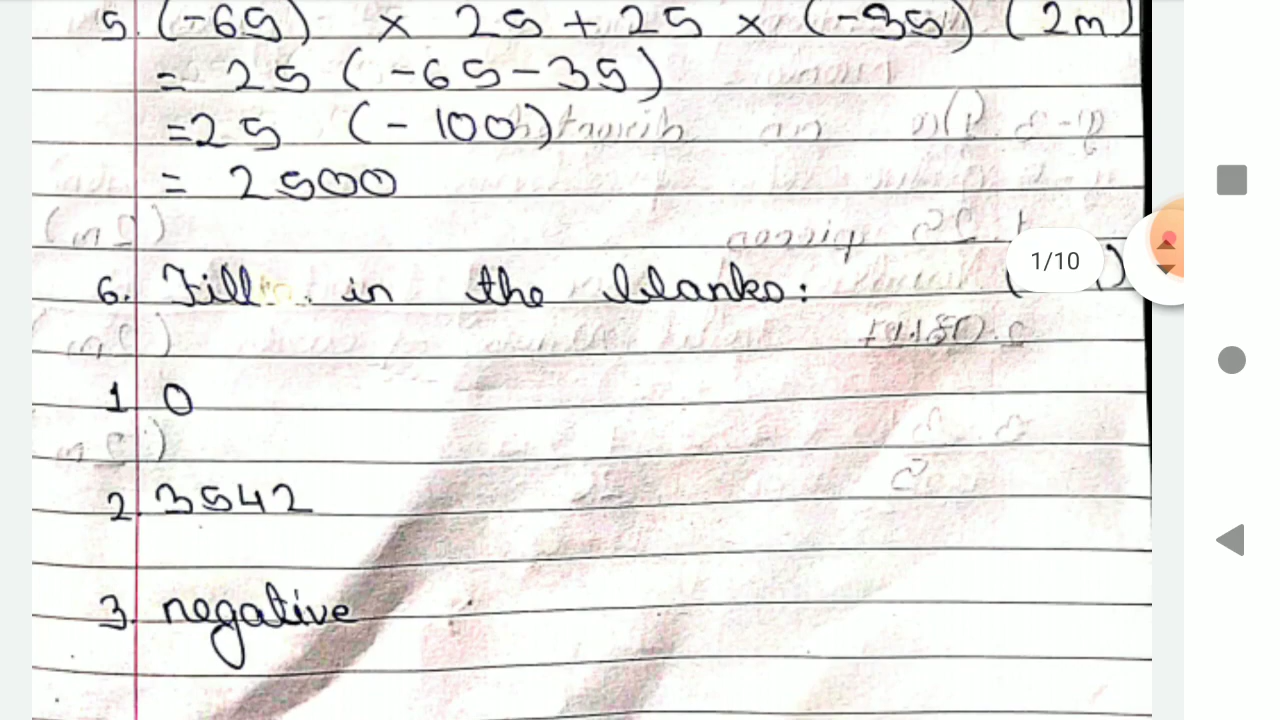 5. (-65) × 25 + 25 × (-35) (2m)
= 25 (-65-35)
=25 (-100)
= 2500
6. Fill in the blanks:
1/10
1 0
2. 3542
3. negative